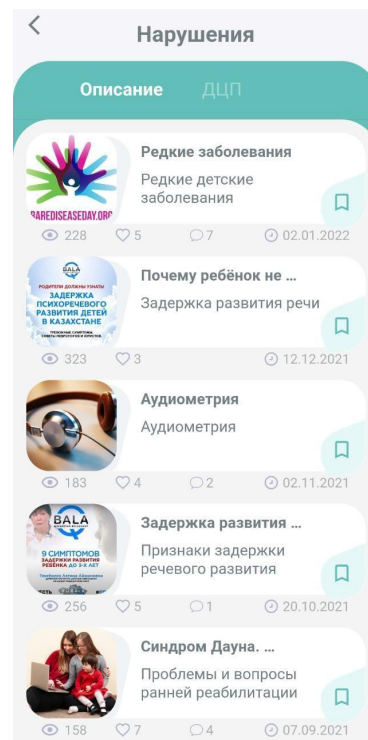 Нарушения
Описание ДЦП
Редкие заболевания
Редкие детские
заболевания
RAREDISEASEDAY.ORG
228 5 7 02.01.2022
BALA
РОДИТЕЛИ ДОЛЖНЫ УЗНАТЬ
ЗАДЕРЖКА
ПСИХОРЕЧЕВОГО
РАЗВИТИЯ ДЕТЕЙ
В КАЗАХСТАНЕ
Почему ребёнок не ...
Задержка развития речи
323 3 12.12.2021
Аудиометрия
Аудиометрия
183 4 2 02.11.2021
BALA
9 СИМПТОМОВ
ЗАДЕРЖКИ РАЗВИТИЯ
РЕБЕНКА ДО 3-Х ЛЕТ
Задержка развития ...
Признаки задержки
речевого развития
256 5 1 20.10.2021
Синдром Дауна. ...
Проблемы и вопросы
ранней реабилитации
158 7 4 07.09.2021